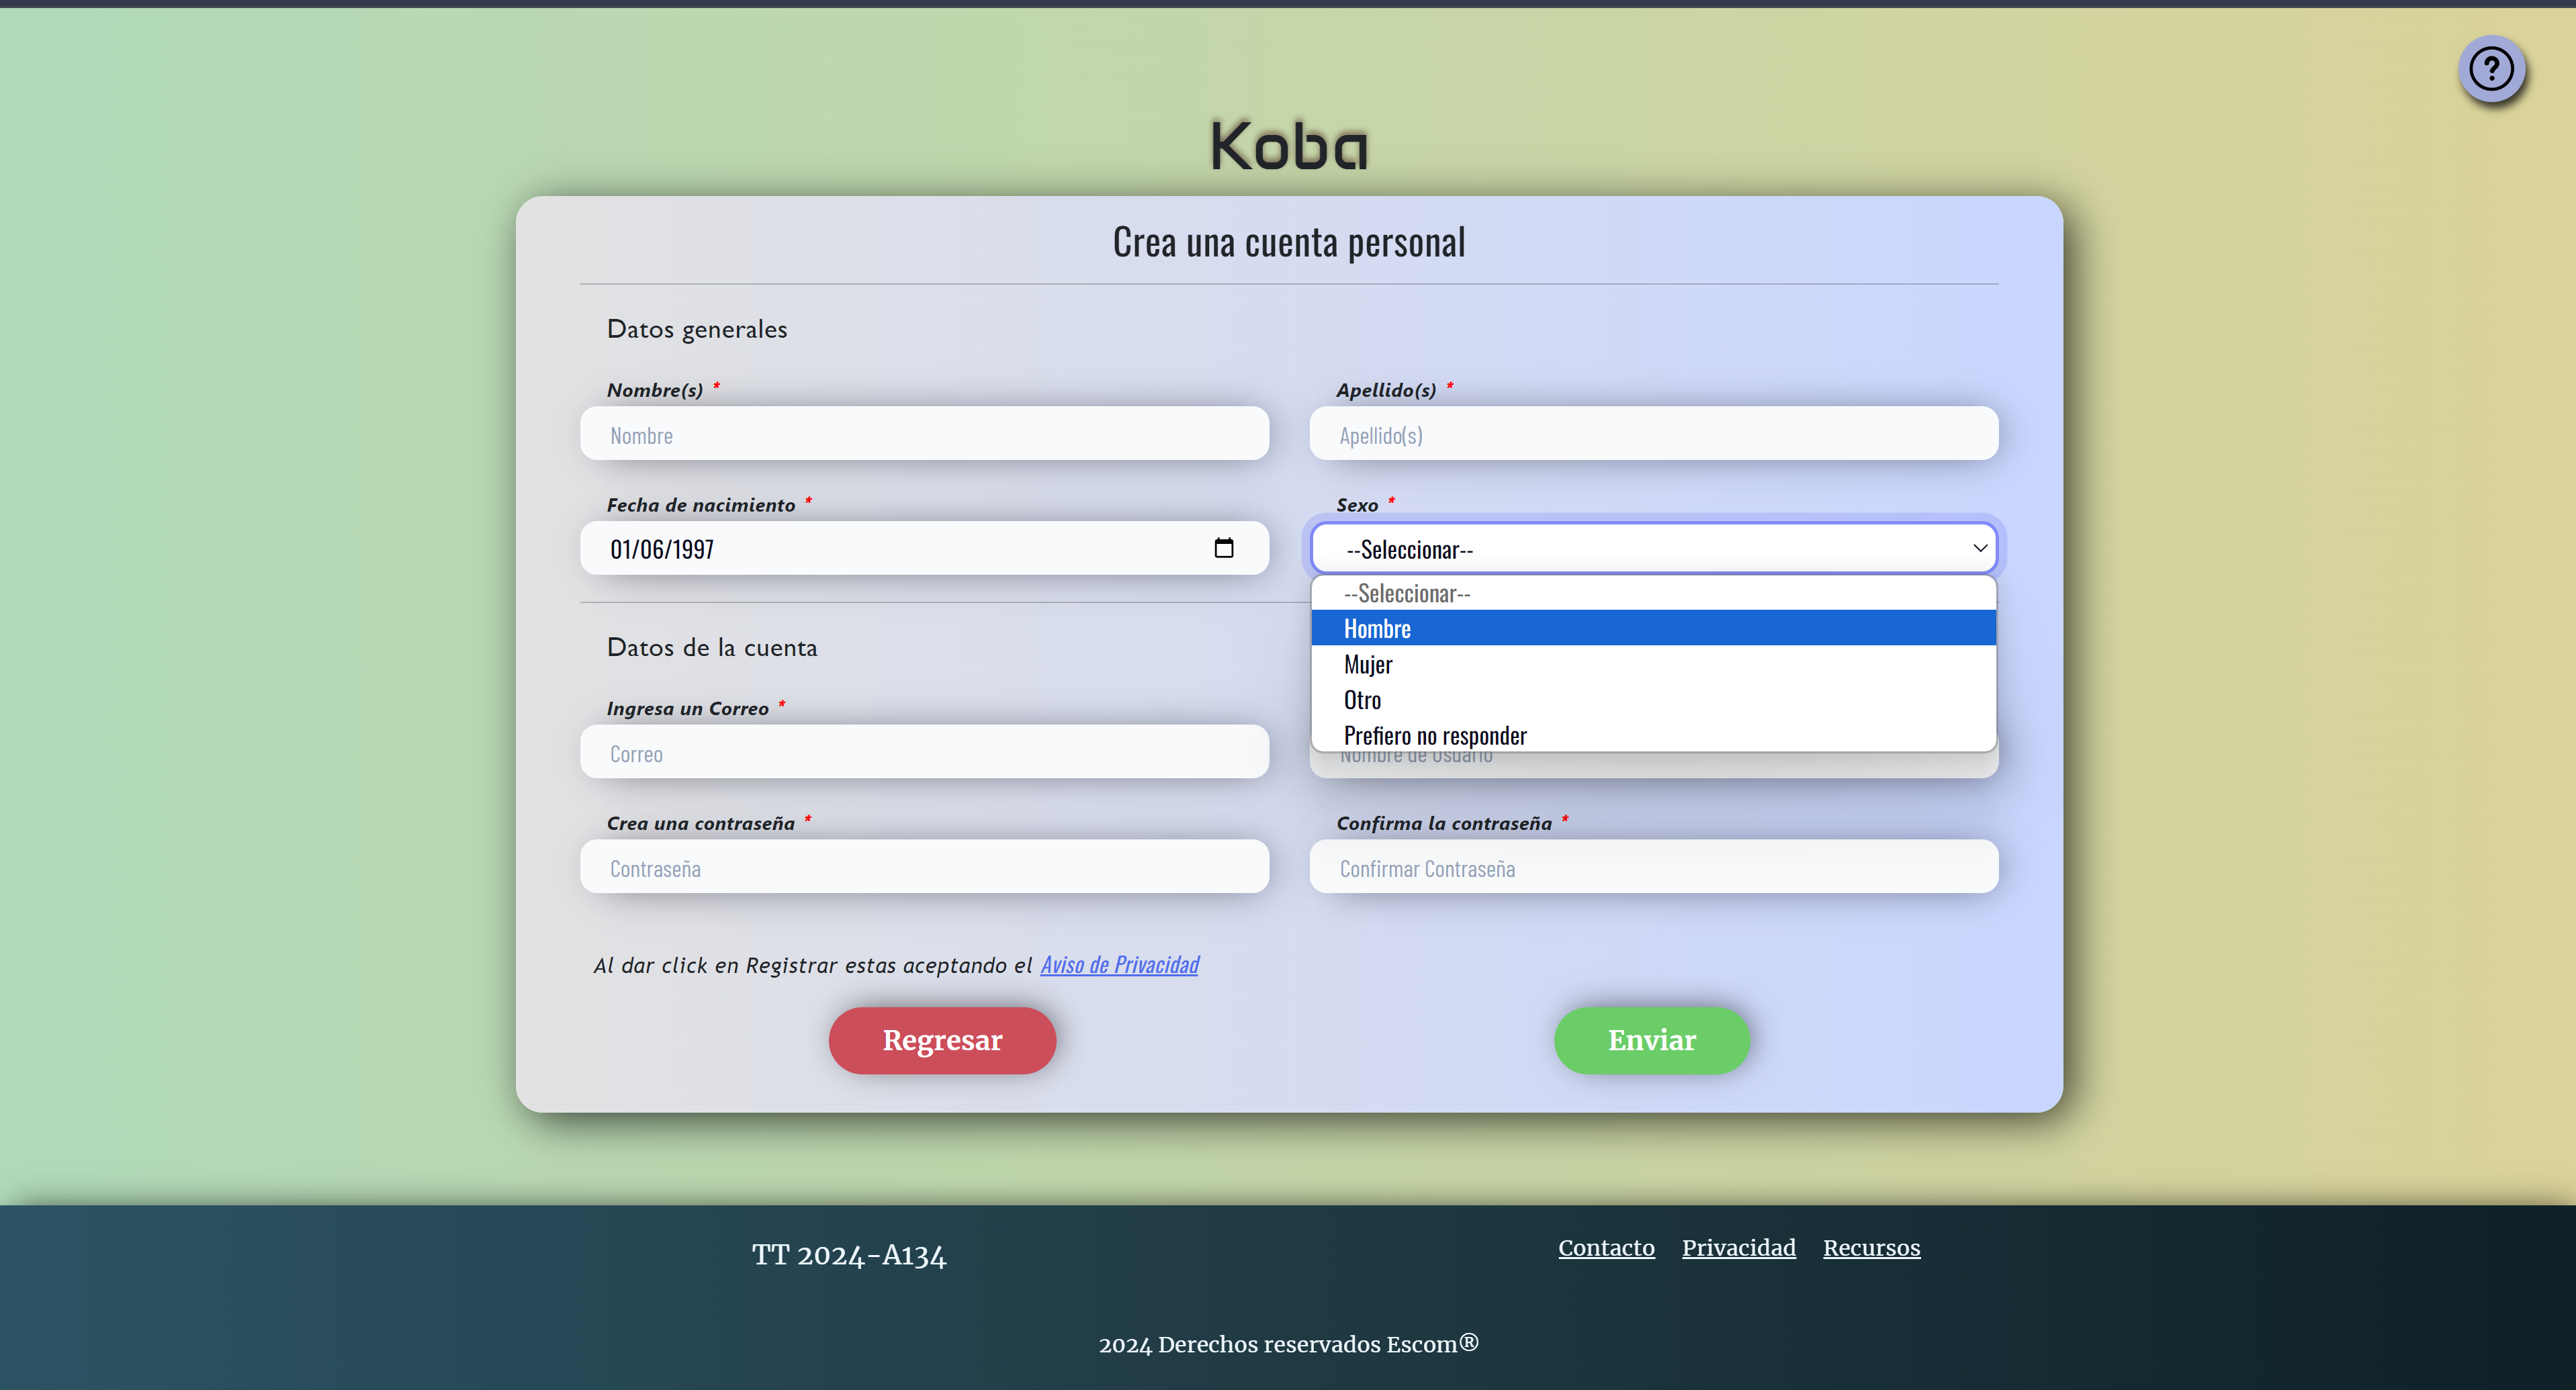 Koba
Crea una cuenta personal
Datos generales
Nombre(s) *
Apellido(s) *
Nombre
Apellido(s)
Fecha de nacimiento *
Sexo *
01/06/1997
--Seleccionar--
--Seleccionar--
Hombre
Mujer
Otro
Prefiero no responder
Datos de la cuenta
Ingresa un Correo *
Correo
Nombre de Usuario
Crea una contraseña *
Confirma la contraseña *
Contraseña
Confirmar Contraseña
Al dar click en Registrar estas aceptando el Aviso de Privacidad
Regresar
Enviar
TT 2024-A134
Contacto Privacidad Recursos
2024 Derechos reservados Escom®